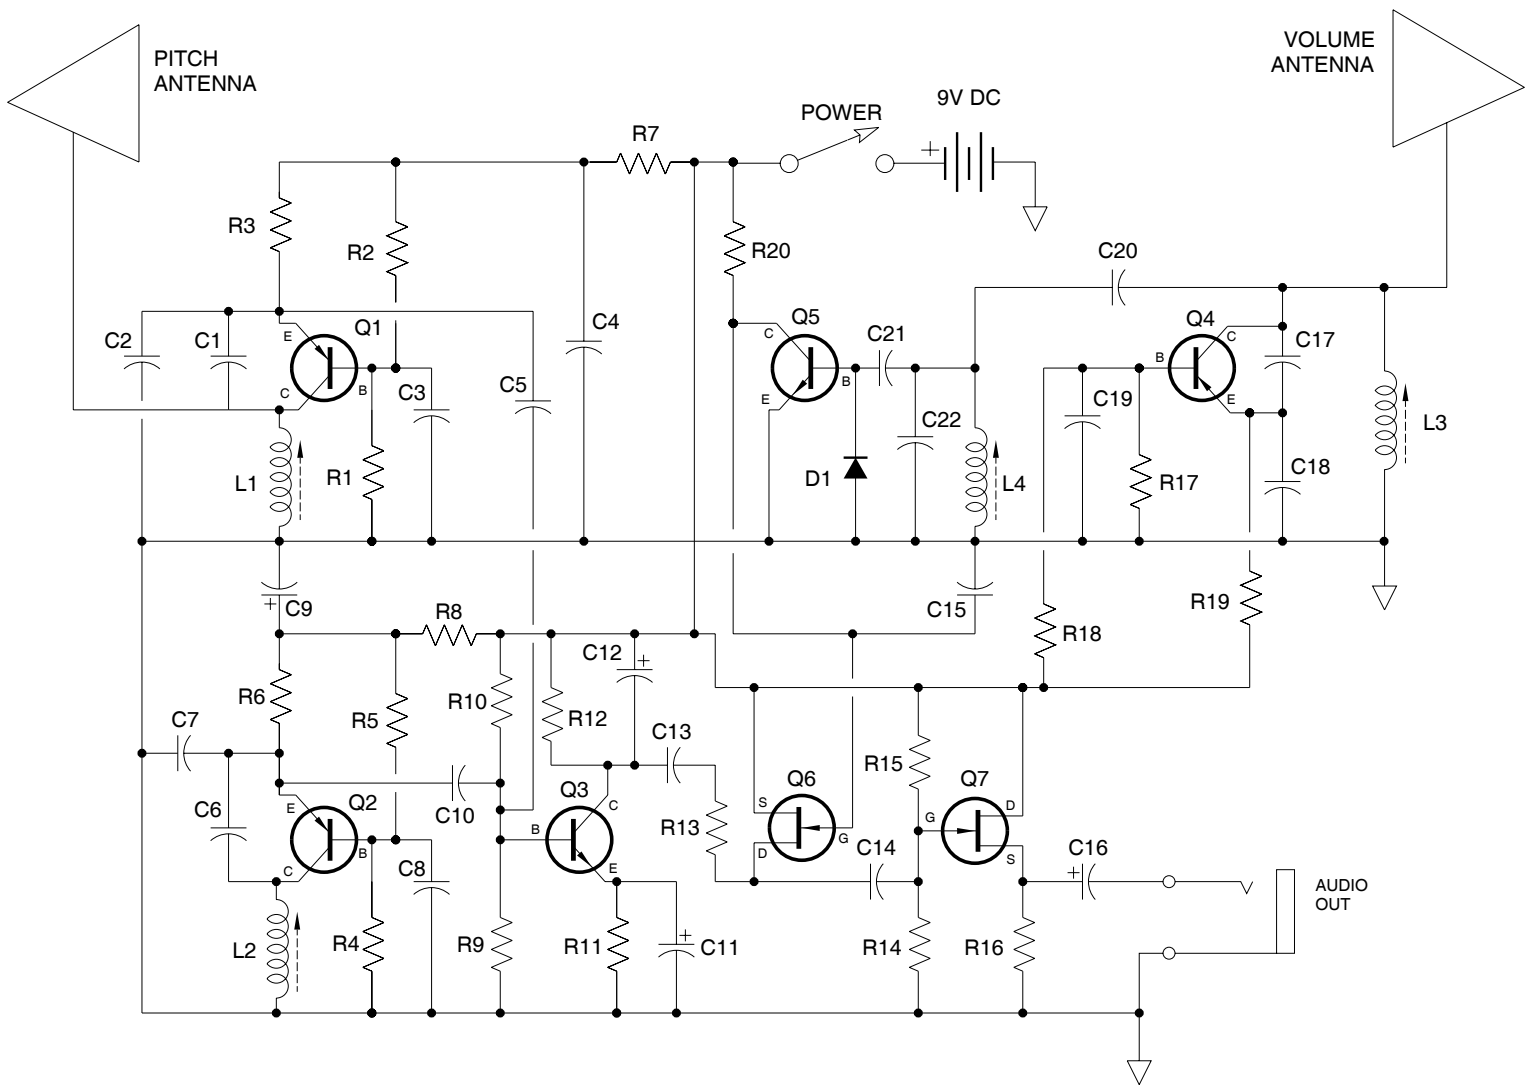 PITCH
ANTENNA
VOLUME
ANTENNA
9V DC
POWER
+
R7
R3
R2
R20
C20
C2
C1
E
Q1
C4
Q5
C
C21
Q4
C
C17
B
C
B
C3
C5
E
B
C22
C19
E
L3
L1
R1
D1
L4
R17
C18
+
C9
R8
C15
R19
R18
C12
+
R6
R5
R10
R12
C13
C7
R15
E
Q2
C10
Q3
C
Q6
S
Q7
D
C6
B
B
R13
D
G
G
C
C8
E
C14
S
C16
+
AUDIO
OUT
L2
R4
R9
R11
+
C11
R14
R16